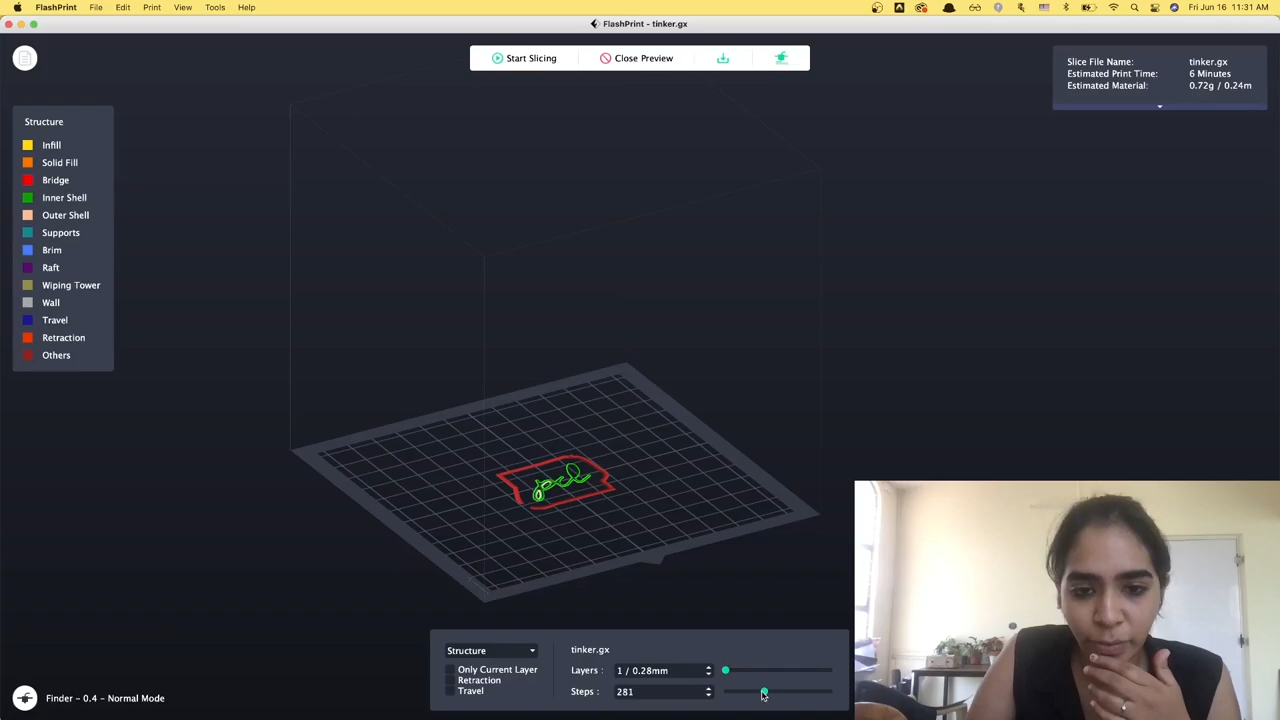 FlashPrint File Edit Print View Tools Help Fri Jun 16 11:31 AM
FlashPrint - tinker.gx
Start Slicing Close Preview
Slice File Name: tinker.gx
Estimated Print Time: 6 Minutes
Estimated Material: 0.72g / 0.24m
Structure
Infill
Solid Fill
Bridge
Inner Shell
Outer Shell
Supports
Brim
Raft
Wiping Tower
Wall
Travel
Retraction
Others
Structure
Only Current Layer
Retraction
Travel
tinker.gx
Layers : 1 / 0.28mm
Steps : 281
Finder - 0.4 - Normal Mode